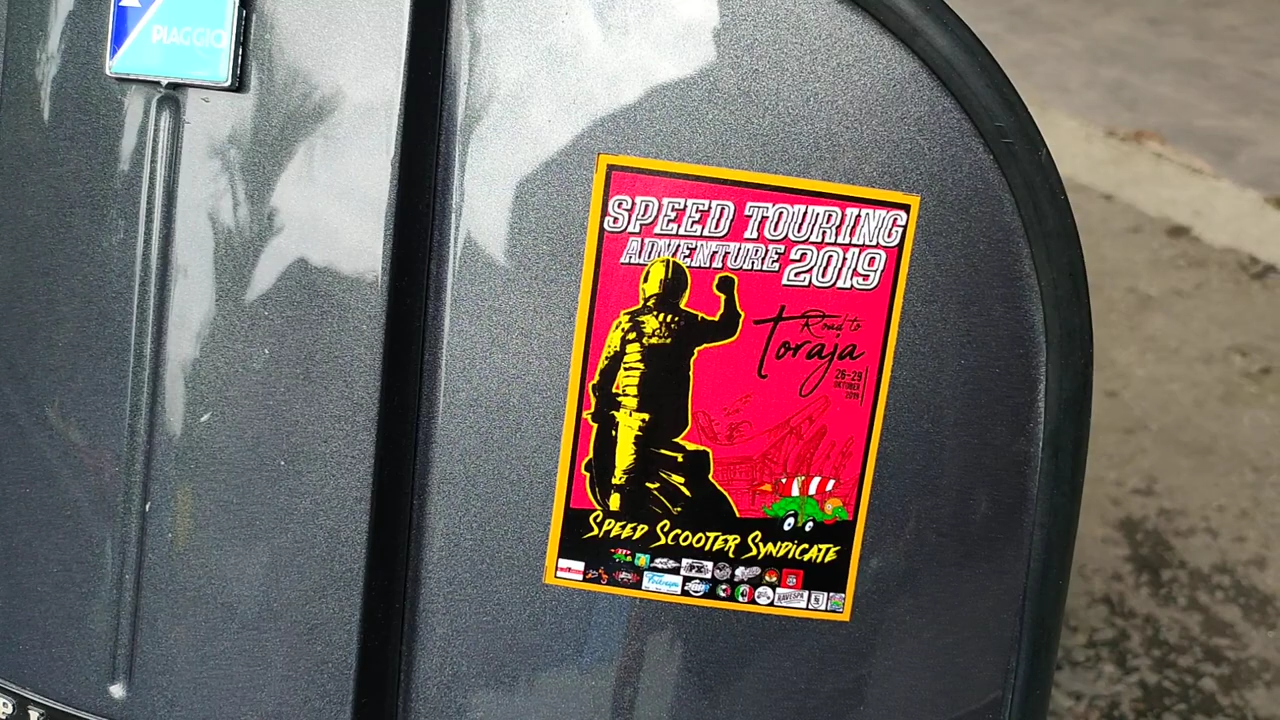 PIAGGIO
SPEED TOURING
ADVENTURE 2019
Road to
Toraja
26-29
OKTOBER
2019
SPEED SCOOTER SYNDICATE